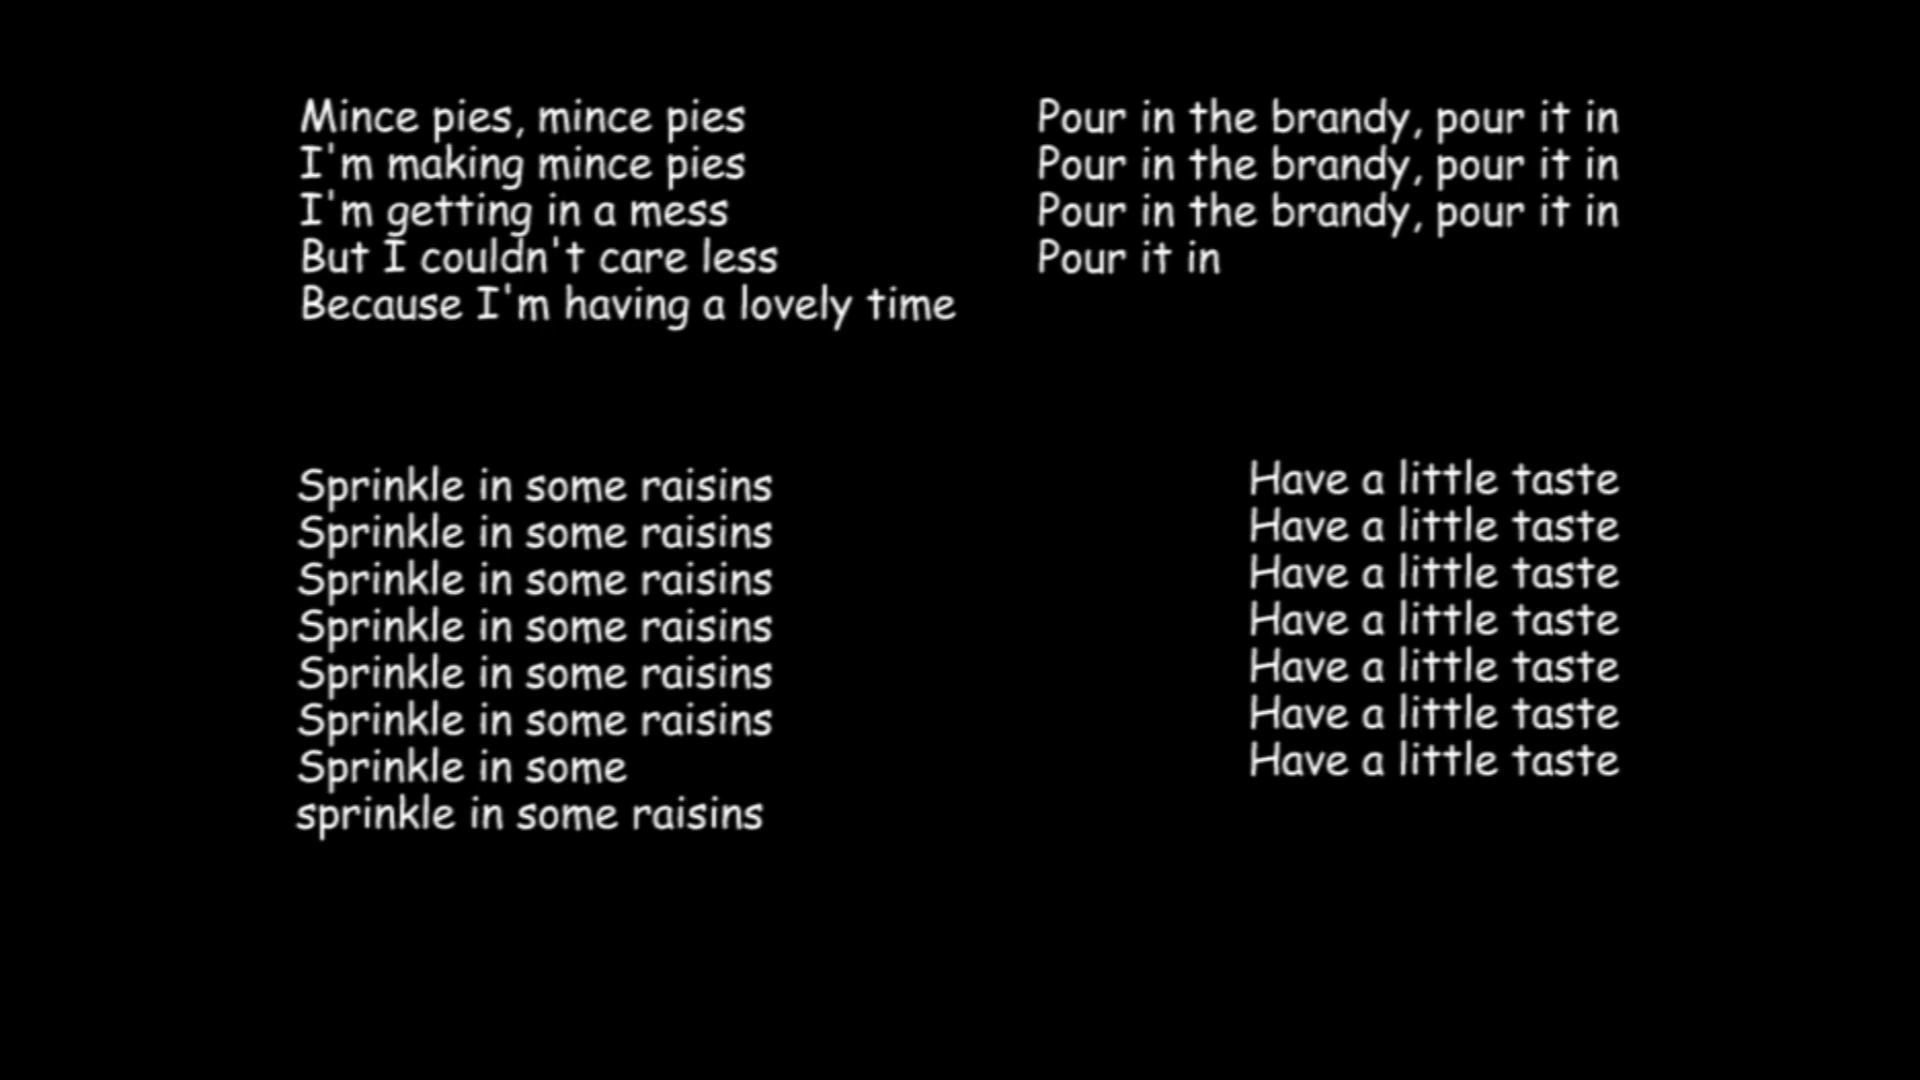 Mince pies, mince pies
I'm making mince pies
I'm getting in a mess
But I couldn't care less
Because I'm having a lovely time
Pour in the brandy, pour it in
Pour in the brandy, pour it in
Pour in the brandy, pour it in
Pour it in
Sprinkle in some raisins
Sprinkle in some raisins
Sprinkle in some raisins
Sprinkle in some raisins
Sprinkle in some raisins
Sprinkle in some raisins
Sprinkle in some
sprinkle in some raisins
Have a little taste
Have a little taste
Have a little taste
Have a little taste
Have a little taste
Have a little taste
Have a little taste